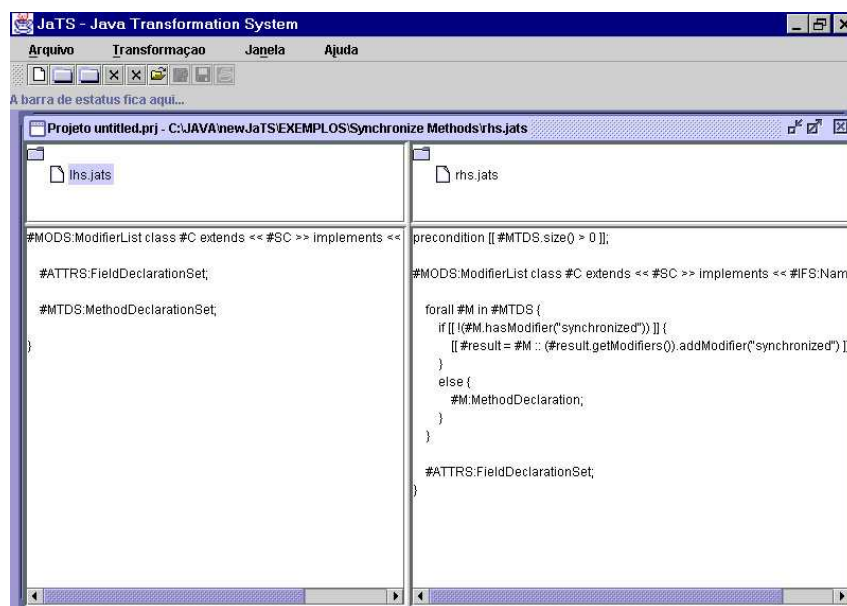 JaTS - Java Transformation System
Arquivo Transformaçao Janela Ajuda
A barra de estatus fica aqui...
Projeto untitled.prj - C:\JAVA\newJaTS\EXEMPLOS\Synchronize Methods\rhs.jats
lhs.jats
rhs.jats
#MODS:ModifierList class #C extends << #SC >> implements <<
#ATTRS:FieldDeclarationSet;
#MTDS:MethodDeclarationSet;
}
precondition [[ #MTDS.size() > 0 ]];
#MODS:ModifierList class #C extends << #SC >> implements << #IFS:Nam
forall #M in #MTDS {
if [[ !(#M.hasModifier("synchronized")) ]] {
[[ #result = #M :: (#result.getModifiers()).addModifier("synchronized") ]
}
else {
#M:MethodDeclaration;
}
}
#ATTRS:FieldDeclarationSet;
}